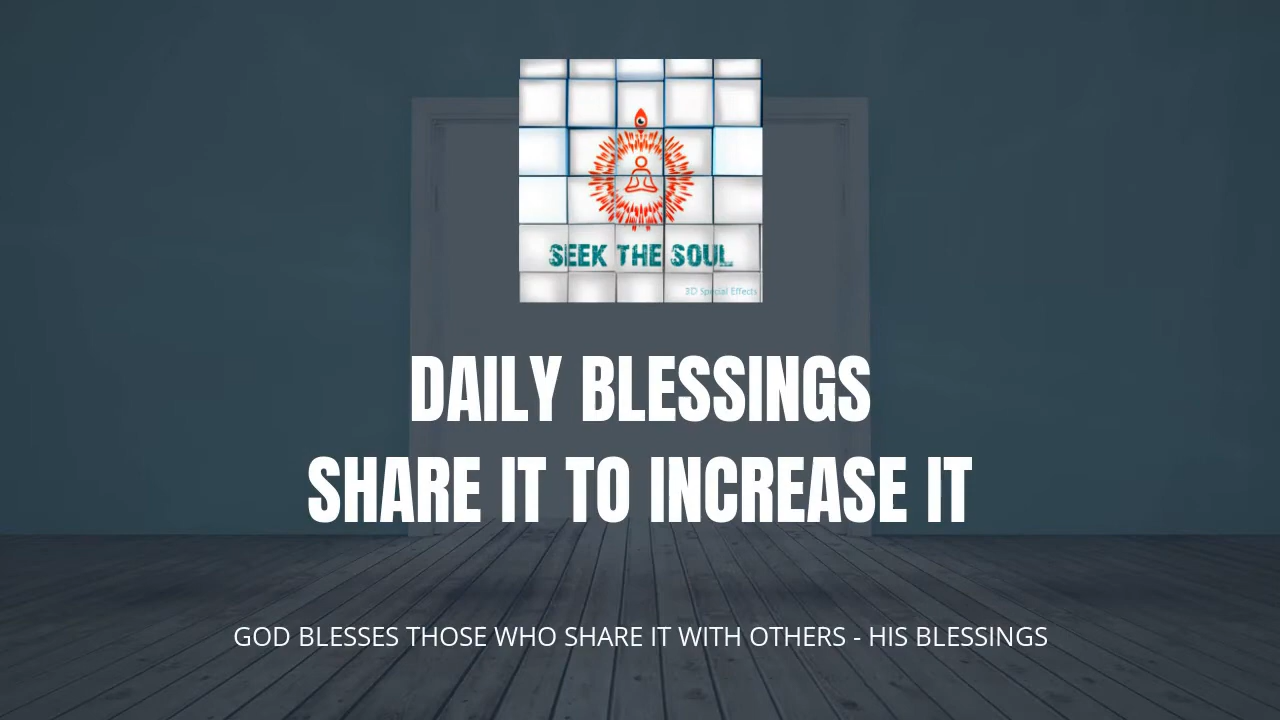 SEEK THE SOUL
3D Special Effects
DAILY BLESSINGS
SHARE IT TO INCREASE IT
GOD BLESSES THOSE WHO SHARE IT WITH OTHERS - HIS BLESSINGS